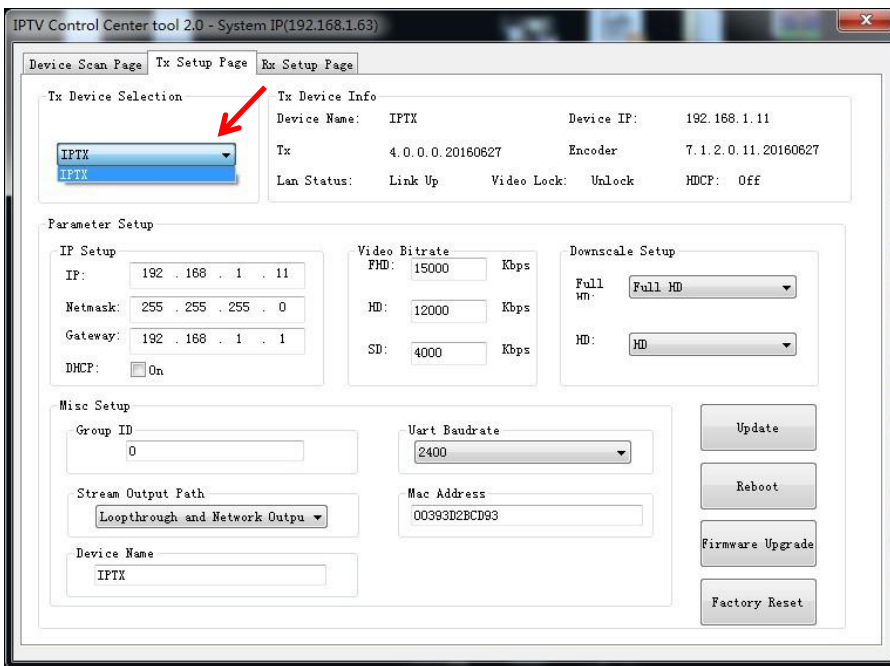 IPTV Control Center tool 2.0 - System IP(192.168.1.63)
Device Scan Page Tx Setup Page Rx Setup Page
Tx Device Selection
IPTX
IPTX
Tx Device Info
Device Name: IPTX Device IP: 192.168.1.11
Tx 4.0.0.0.20160627 Encoder 7.1.2.0.11.20160627
Lan Status: Link Up Video Lock: Unlock HDCP: Off
Parameter Setup
IP Setup
IP: 192 . 168 . 1 . 11
Netmask: 255 . 255 . 255 . 0
Gateway: 192 . 168 . 1 . 1
DHCP: On
Video Bitrate
FHD: 15000 Kbps
HD: 12000 Kbps
SD: 4000 Kbps
Downscale Setup
Full Full HD
HD: HD
Misc Setup
Group ID
0
Uart Baudrate
2400
Stream Output Path
Loopthrough and Network Outpu
Mac Address
00393D2BCD93
Device Name
IPTX
Update
Reboot
Firmware Upgrade
Factory Reset